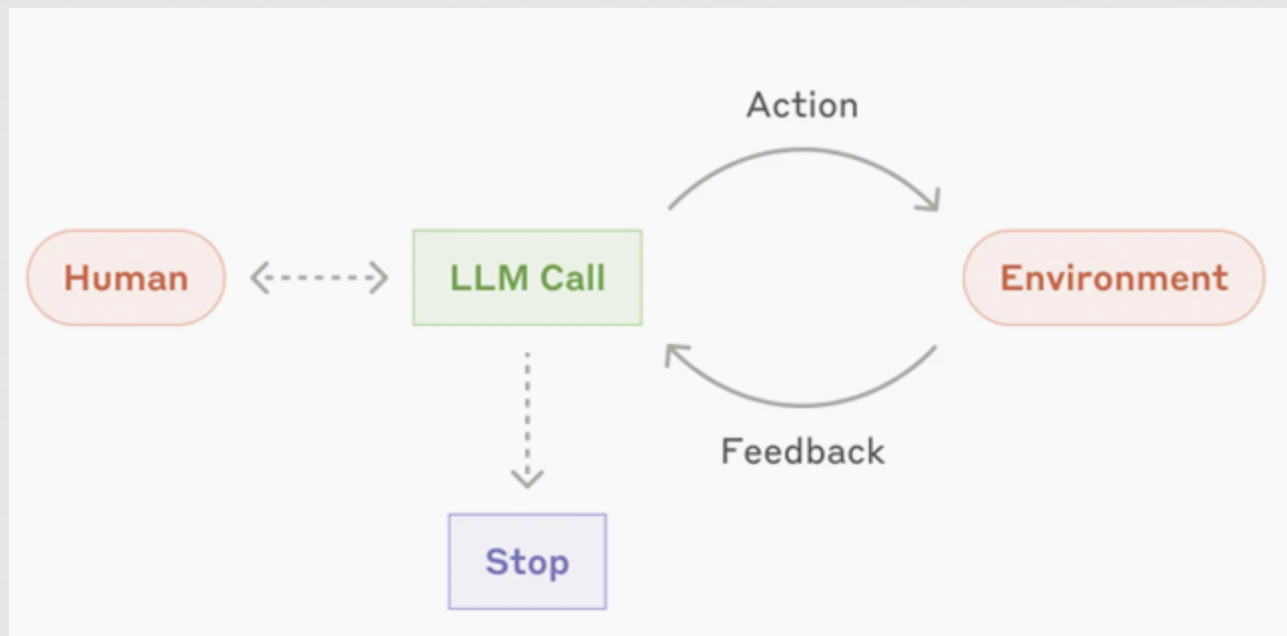 Action
Human
LLM Call
Environment
Feedback
Stop